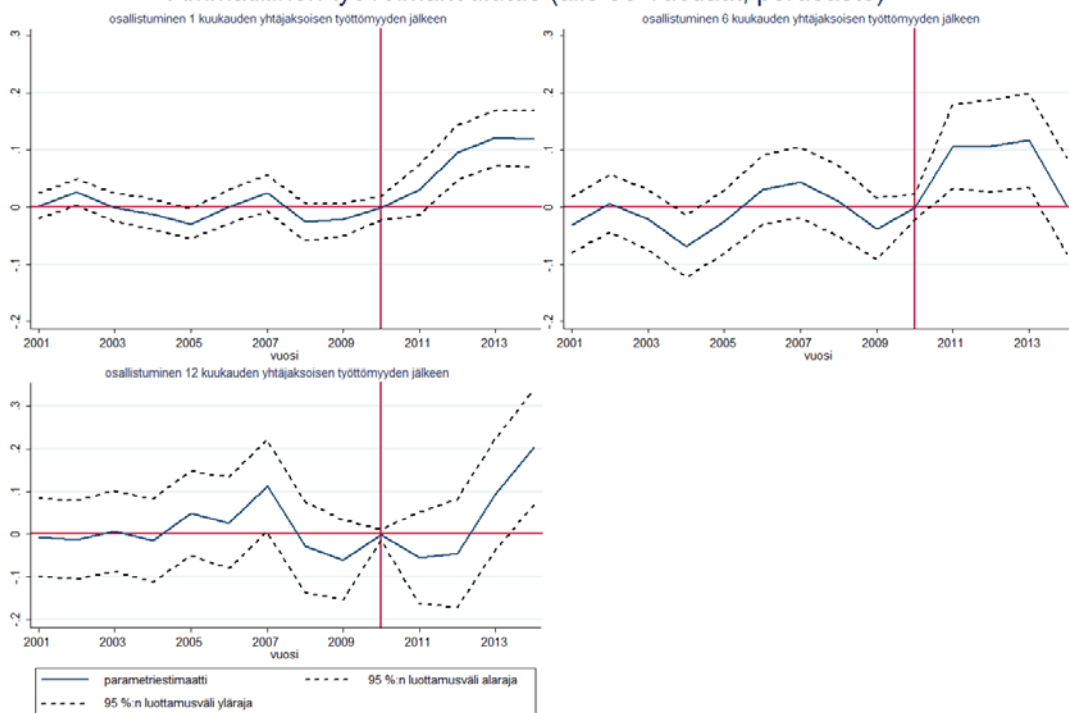 osallistuminen 1 kuukauden yhtäjaksoisen työttömyyden jälkeen
.3
.2
.1
0
-.1
-.2
2001 2003 2005 2007 2009 2011 2013
vuosi
osallistuminen 6 kuukauden yhtäjaksoisen työttömyyden jälkeen
.3
.2
.1
0
-.1
-.2
2001 2003 2005 2007 2009 2011 2013
vuosi
osallistuminen 12 kuukauden yhtäjaksoisen työttömyyden jälkeen
.3
.2
.1
0
-.1
-.2
2001 2003 2005 2007 2009 2011 2013
vuosi
parametriestimaatti
95 %:n luottamusväli alaraja
95 %:n luottamusväli yläraja